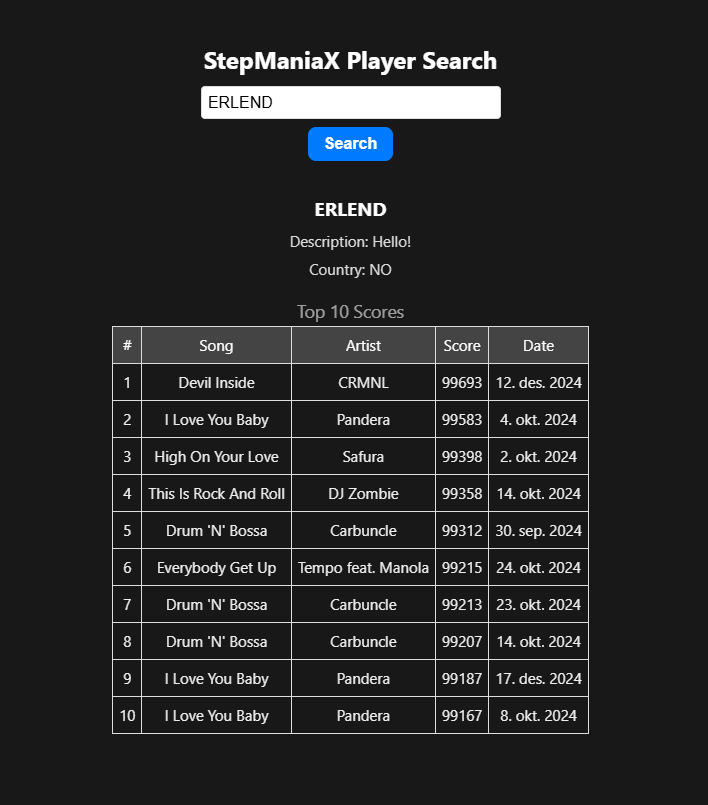 StepManiaX Player Search
ERLEND
Search
ERLEND
Description: Hello!
Country: NO
Top 10 Scores
# Song Artist Score Date
1 Devil Inside CRMNL 99693 12. des. 2024
2 I Love You Baby Pandera 99583 4. okt. 2024
3 High On Your Love Safura 99398 2. okt. 2024
4 This Is Rock And Roll DJ Zombie 99358 14. okt. 2024
5 Drum 'N' Bossa Carbuncle 99312 30. sep. 2024
6 Everybody Get Up Tempo feat. Manola 99215 24. okt. 2024
7 Drum 'N' Bossa Carbuncle 99213 23. okt. 2024
8 Drum 'N' Bossa Carbuncle 99207 14. okt. 2024
9 I Love You Baby Pandera 99187 17. des. 2024
10 I Love You Baby Pandera 99167 8. okt. 2024